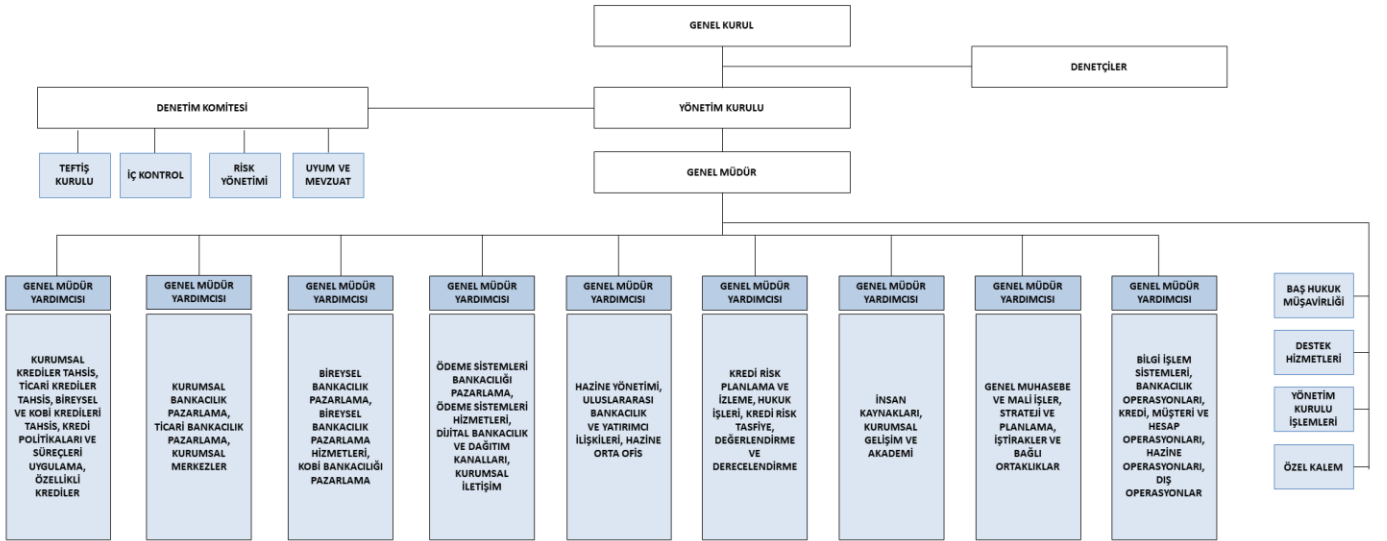 GENEL KURUL
DENETÇİLER
DENETİM KOMİTESİ
YÖNETİM KURULU
TEFTİŞ
KURULU
İÇ KONTROL
RİSK
YÖNETİMİ
UYUM VE
MEVZUAT
GENEL MÜDÜR
GENEL MÜDÜR
YARDIMCISI
KURUMSAL
KREDİLER TAHSİS,
TİCARİ KREDİLER
TAHSİS, BİREYSEL
VE KOBİ KREDİLERİ
TAHSİS, KREDİ
POLİTİKALARI VE
SÜREÇLERİ
UYGULAMA,
ÖZELLİKLİ
KREDİLER
GENEL MÜDÜR
YARDIMCISI
KURUMSAL
BANKACILIK
PAZARLAMA,
TİCARİ BANKACILIK
PAZARLAMA,
KURUMSAL
MERKEZLER
GENEL MÜDÜR
YARDIMCISI
BİREYSEL
BANKACILIK
PAZARLAMA,
BİREYSEL
BANKACILIK
PAZARLAMA
HİZMETLERİ,
KOBİ BANKACILIĞI
PAZARLAMA
GENEL MÜDÜR
YARDIMCISI
ÖDEME SİSTEMLERİ
BANKACILIĞI
PAZARLAMA,
ÖDEME SİSTEMLERİ
HİZMETLERİ,
DİJİTAL BANKACILIK
VE DAĞITIM
KANALLARI,
KURUMSAL
İLETİŞİM
GENEL MÜDÜR
YARDIMCISI
HAZİNE YÖNETİMİ,
ULUSLARARASI
BANKACILIK
VE YATIRIMCI
İLİŞKİLERİ, HAZİNE
ORTA OFİS
GENEL MÜDÜR
YARDIMCISI
KREDİ RİSK
PLANLAMA VE
İZLEME, HUKUK
İŞLERİ, KREDİ RİSK
TASFİYE,
DEĞERLENDİRME
VE
DERECELENDİRME
GENEL MÜDÜR
YARDIMCISI
İNSAN
KAYNAKLARI,
KURUMSAL
GELİŞİM VE
AKADEMİ
GENEL MÜDÜR
YARDIMCISI
GENEL MUHASEBE
VE MALİ İŞLER,
STRATEJİ VE
PLANLAMA,
İŞTİRAKLER VE
BAĞLI
ORTAKLIKLAR
GENEL MÜDÜR
YARDIMCISI
BİLGİ İŞLEM
SİSTEMLERİ,
BANKACILIK
OPERASYONLARI,
KREDİ, MÜŞTERİ VE
HESAP
OPERASYONLARI,
HAZİNE
OPERASYONLARI,
DIŞ
OPERASYONLAR
BAŞ HUKUK
MÜŞAVİRLİĞİ
DESTEK
HİZMETLERİ
YÖNETİM
KURULU
İŞLEMLERİ
ÖZEL KALEM